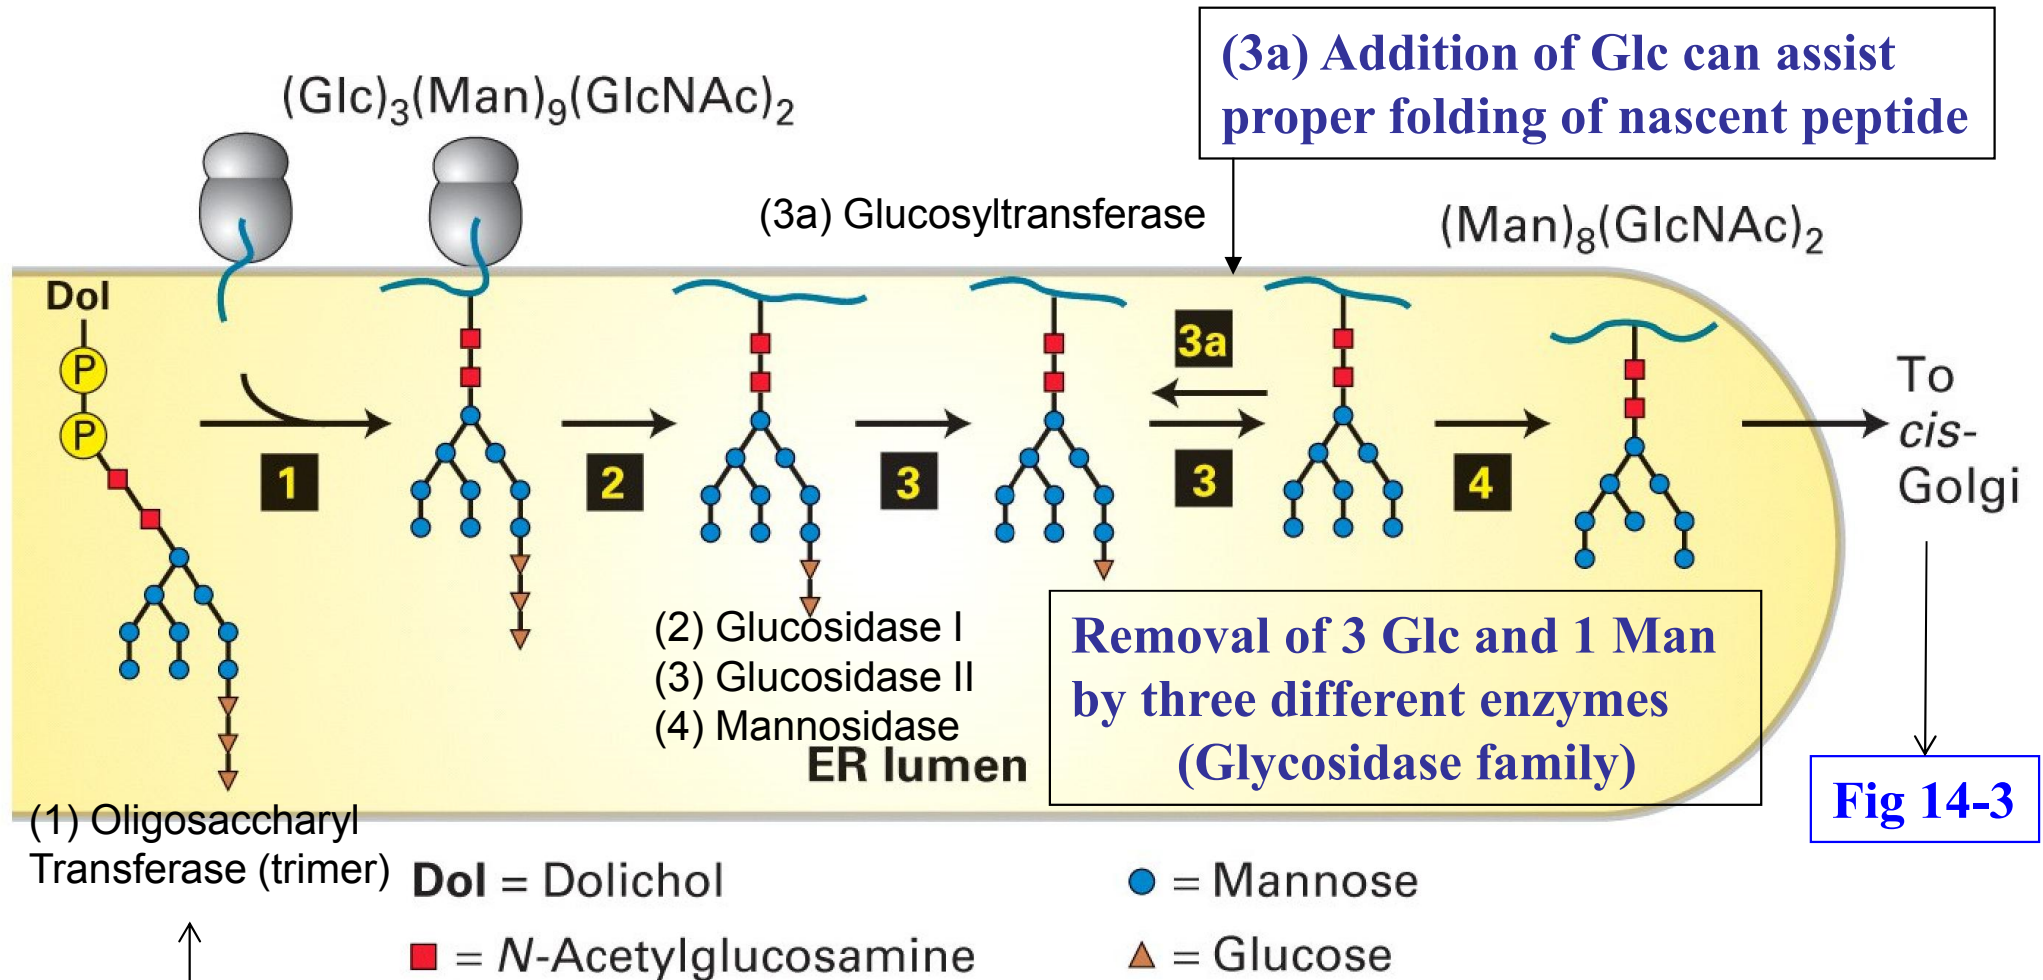 (3a) Addition of Glc can assist
proper folding of nascent peptide
(Glc)3(Man)9(GlcNAc)2
(3a) Glucosyltransferase
(Man)8(GlcNAc)2
Dol
P
P
1
2
3
3a
3
4
To
cis-
Golgi
(2) Glucosidase I
(3) Glucosidase II
(4) Mannosidase
ER lumen
Removal of 3 Glc and 1 Man
by three different enzymes
(Glycosidase family)
Fig 14-3
(1) Oligosaccharyl
Transferase (trimer)
Dol = Dolichol
= Mannose
= N-Acetylglucosamine
= Glucose